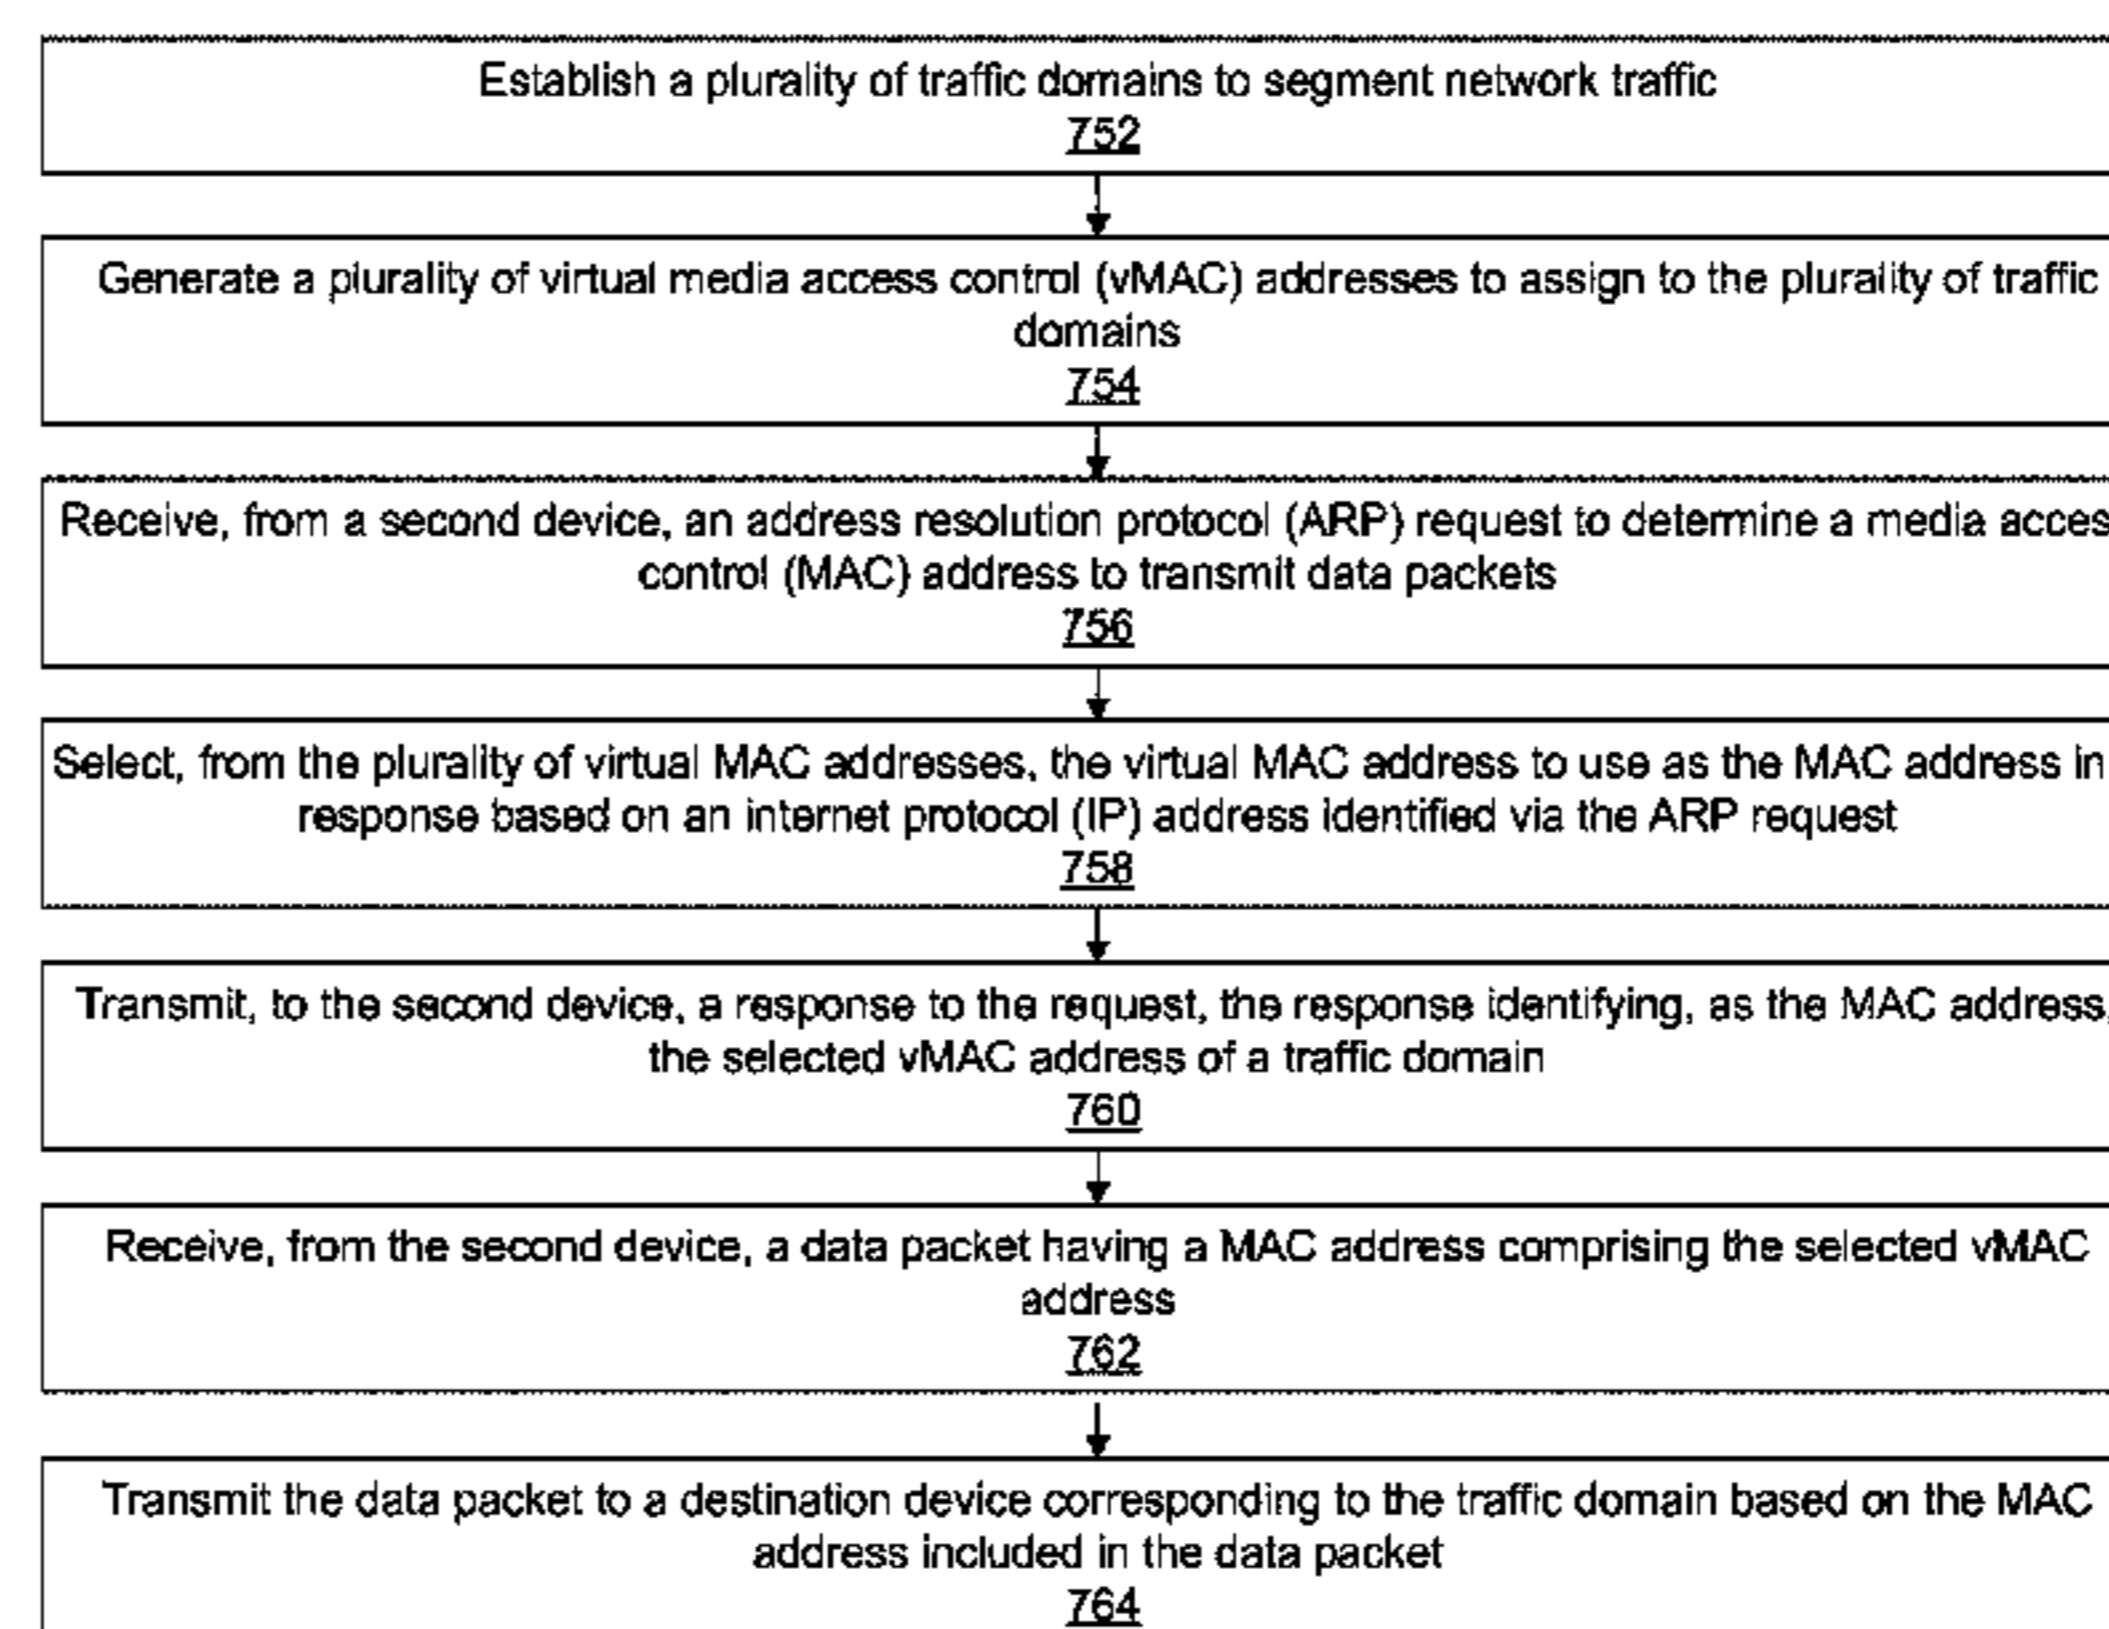 Establish a plurality of traffic domains to segment network traffic
752
Generate a plurality of virtual media access control (vMAC) addresses to assign to the plurality of traffic
domains
754
Receive, from a second device, an address resolution protocol (ARP) request to determine a media acces
control (MAC) address to transmit data packets
756
Select, from the plurality of virtual MAC addresses, the virtual MAC address to use as the MAC address in
response based on an internet protocol (IP) address identified via the ARP request
758
Transmit, to the second device, a response to the request, the response identifying, as the MAC address,
the selected vMAC address of a traffic domain
760
Receive, from the second device, a data packet having a MAC address comprising the selected vMAC
address
762
Transmit the data packet to a destination device corresponding to the traffic domain based on the MAC
address included in the data packet
764